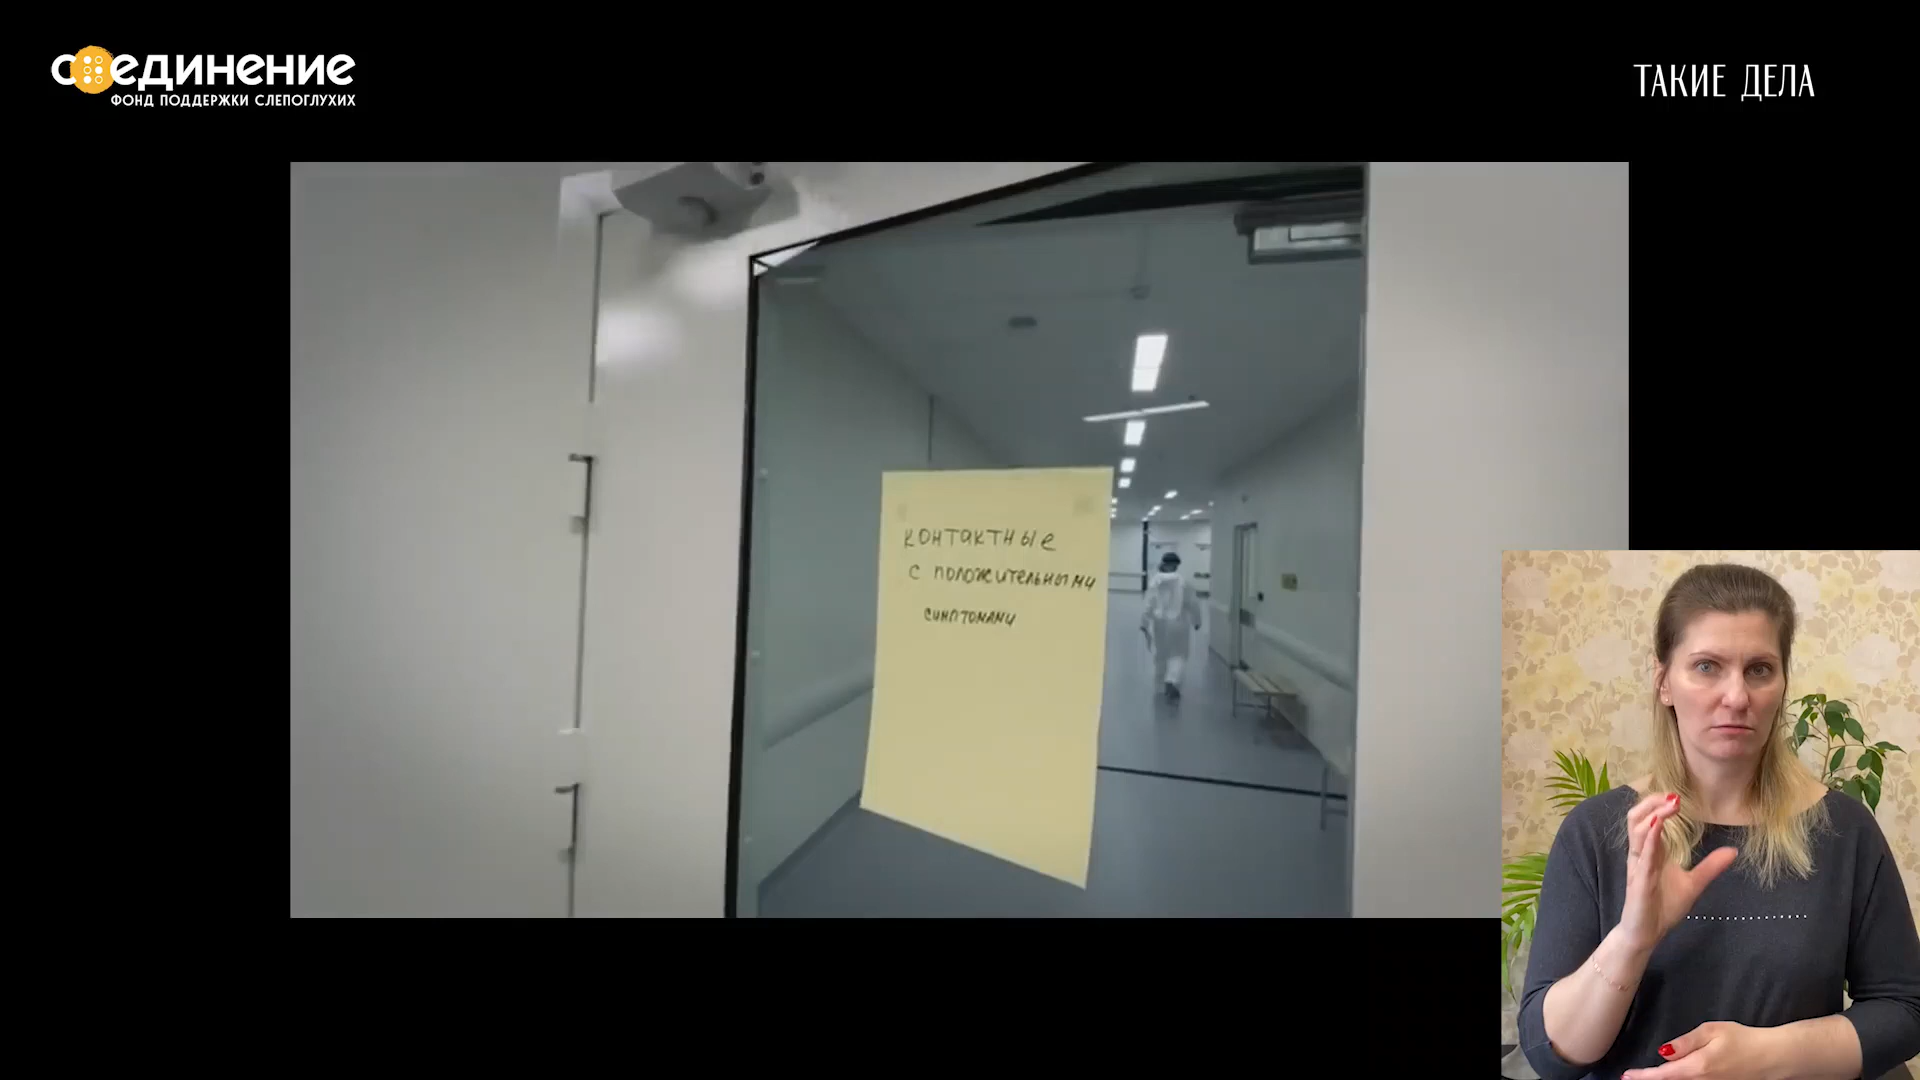 соединение
ФОНД ПОДДЕРЖКИ СЛЕПОГЛУХИХ
ТАКИЕ ДЕЛА
контактные
с положительными
симптомами